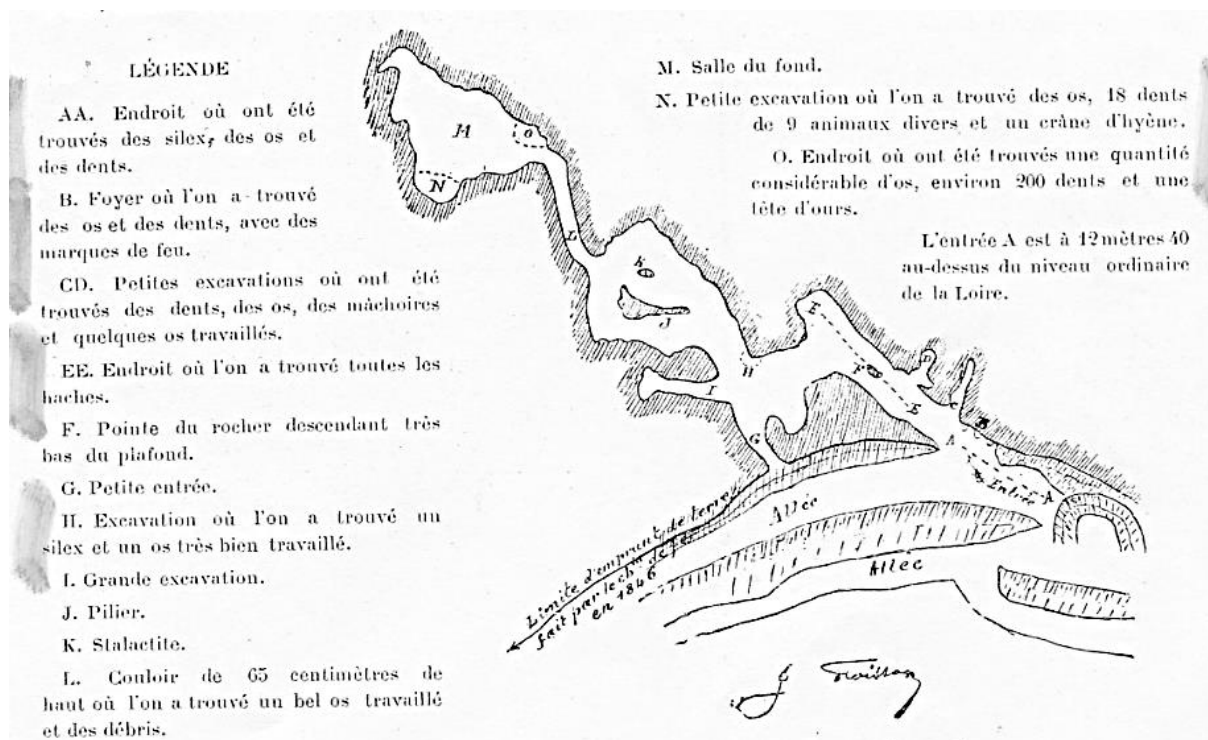 LÉGENDE
AA. Endroit où ont été
trouvés des silex, des os et
des dents.
B. Foyer où l'on a trouvé
des os et des dents, avec des
marques de feu.
CD. Petites excavations où ont été
trouvés des dents, des os, des mâchoires
et quelques os travaillés.
EE. Endroit où l'on a trouvé toutes les
haches.
F. Pointe du rocher descendant très
bas du plafond.
G. Petite entrée.
H. Excavation où l'on a trouvé un
silex et un os très bien travaillé.
I. Grande excavation.
J. Pilier.
K. Stalactite.
L. Couloir de 65 centimètres de
haut où l'on a trouvé un bel os travaillé
et des débris.
M. Salle du fond.
N. Petite excavation où l'on a trouvé des os, 18 dents
de 9 animaux divers et un crâne d'hyène.
O. Endroit où ont été trouvés une quantité
considérable d'os, environ 200 dents et une
tête d'ours.
L'entrée A est à 12 mètres 40
au-dessus du niveau ordinaire
de la Loire.
M
O
N
L
K
J
E
H
F
D
I
E
C
B
G
A
Entrée
A
Allée
Allée
Limite d'emprunt de terre
fait par le chin de fer
en 1846